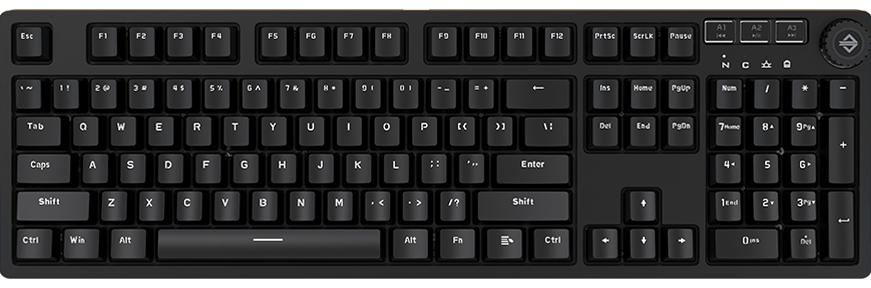 Esc F1 F2 F3 F4 F5 F6 F7 F8 F9 F10 F11 F12 PrtSc ScrLK Pause A1 A2 A3
N C
`~ 1! 2@ 3# 4$ 5% 6^ 7& 8* 9( 0) -_ =+ ← Ins Home PgUp Num / * -
Tab Q W E R T Y U I O P [{ ]} \| Del End PgDn 7Home 8▲ 9Pg▲ +
Caps A S D F G H J K L ;: '" Enter 4◄ 5 6►
Shift Z X C V B N M ,< .> /? Shift ↑ 1End 2▼ 3Pg▼ ↵
Ctrl Win Alt Alt Fn Ctrl ← ↓ → 0Ins .Del